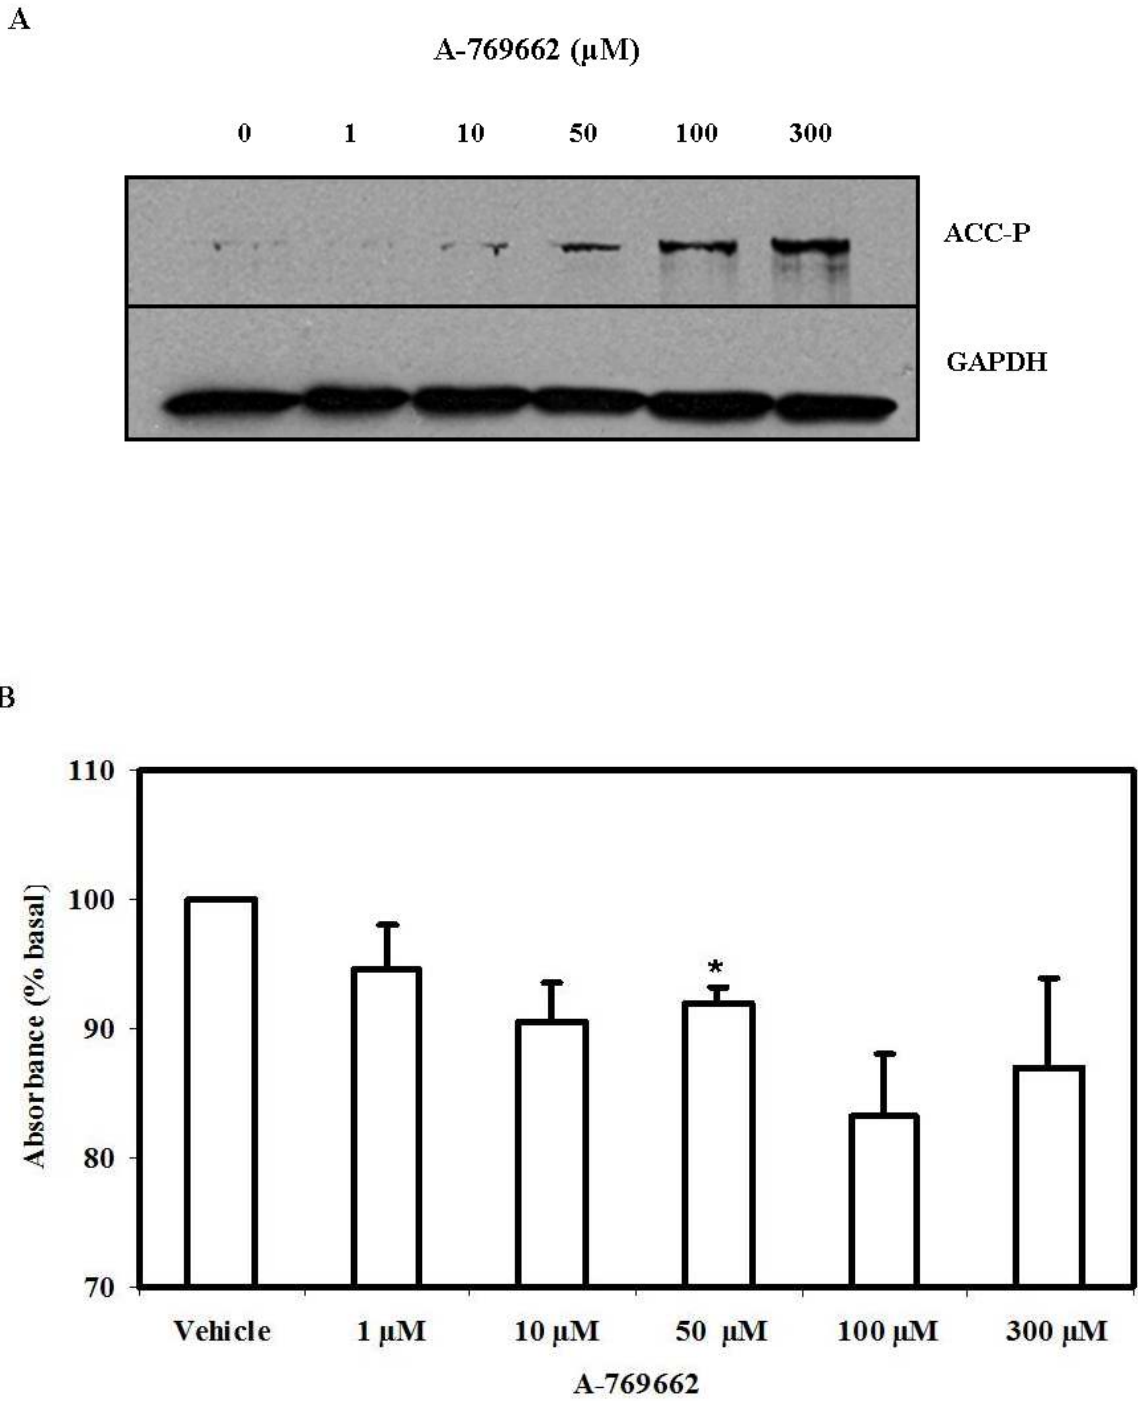 A
A-769662 (µM)
0 1 10 50 100 300
ACC-P
GAPDH
B
110
100
90
80
70
Absorbance (% basal)
*
Vehicle 1 µM 10 µM 50 µM 100 µM 300 µM
A-769662